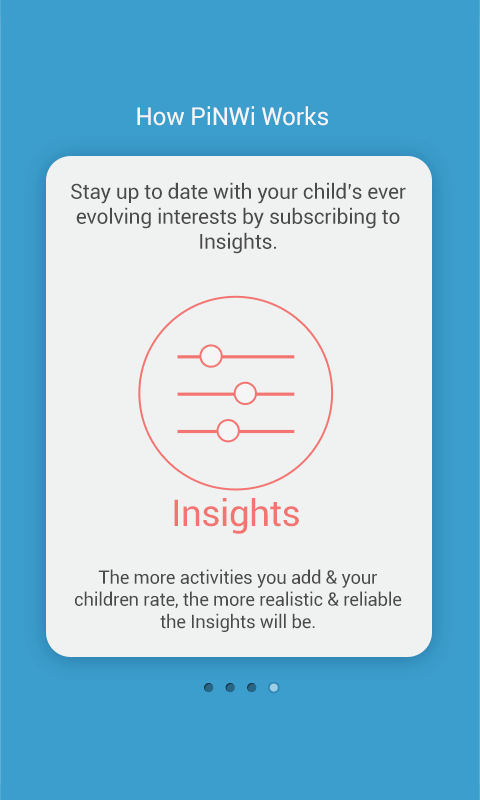 How PiNWi Works
Stay up to date with your child's ever
evolving interests by subscribing to
Insights.
Insights
The more activities you add & your
children rate, the more realistic & reliable
the Insights will be.